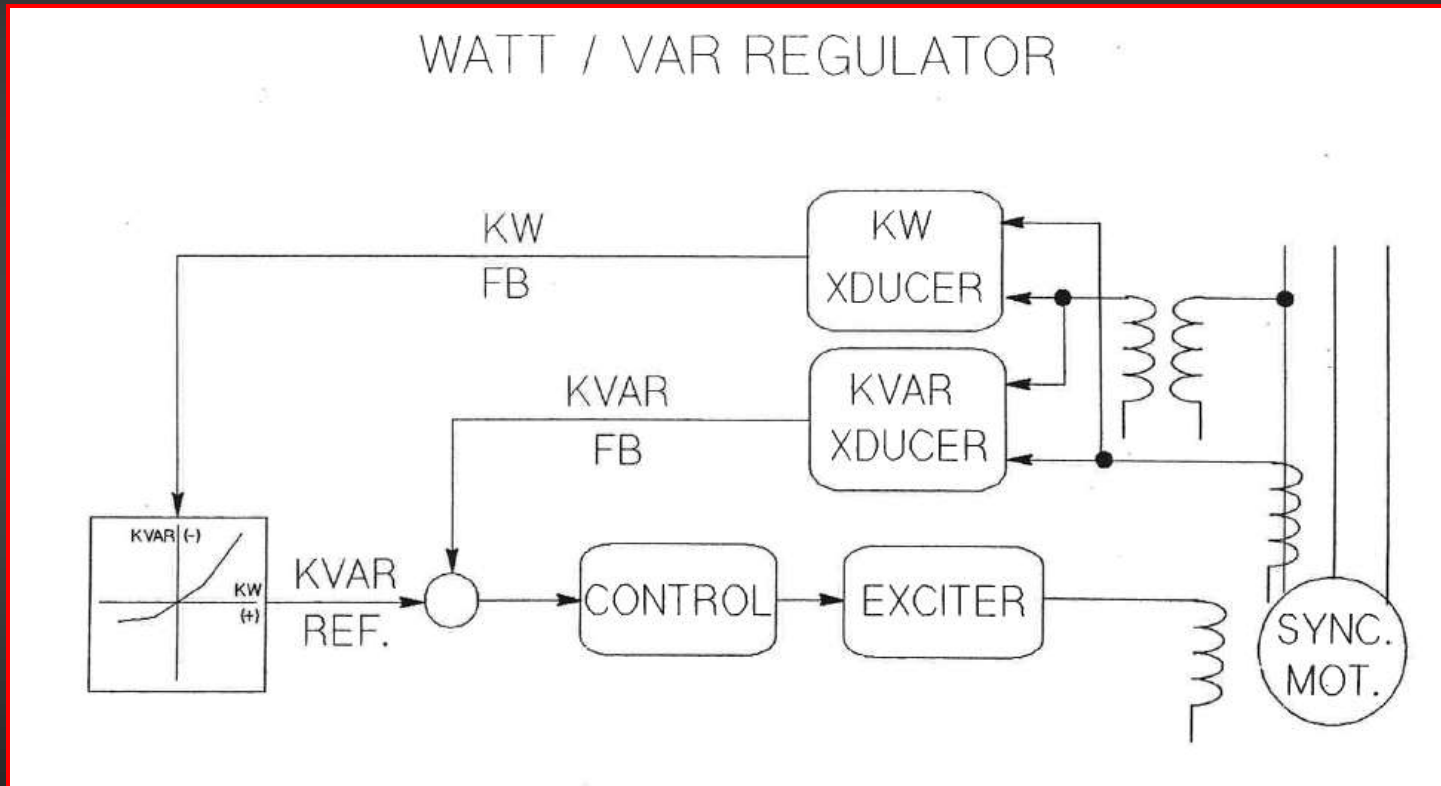 WATT / VAR REGULATOR
KW
FB
KW
XDUCER
KVAR
FB
KVAR
XDUCER
KVAR (-)
KW
(+)
KVAR
REF.
CONTROL
EXCITER
SYNC.
MOT.